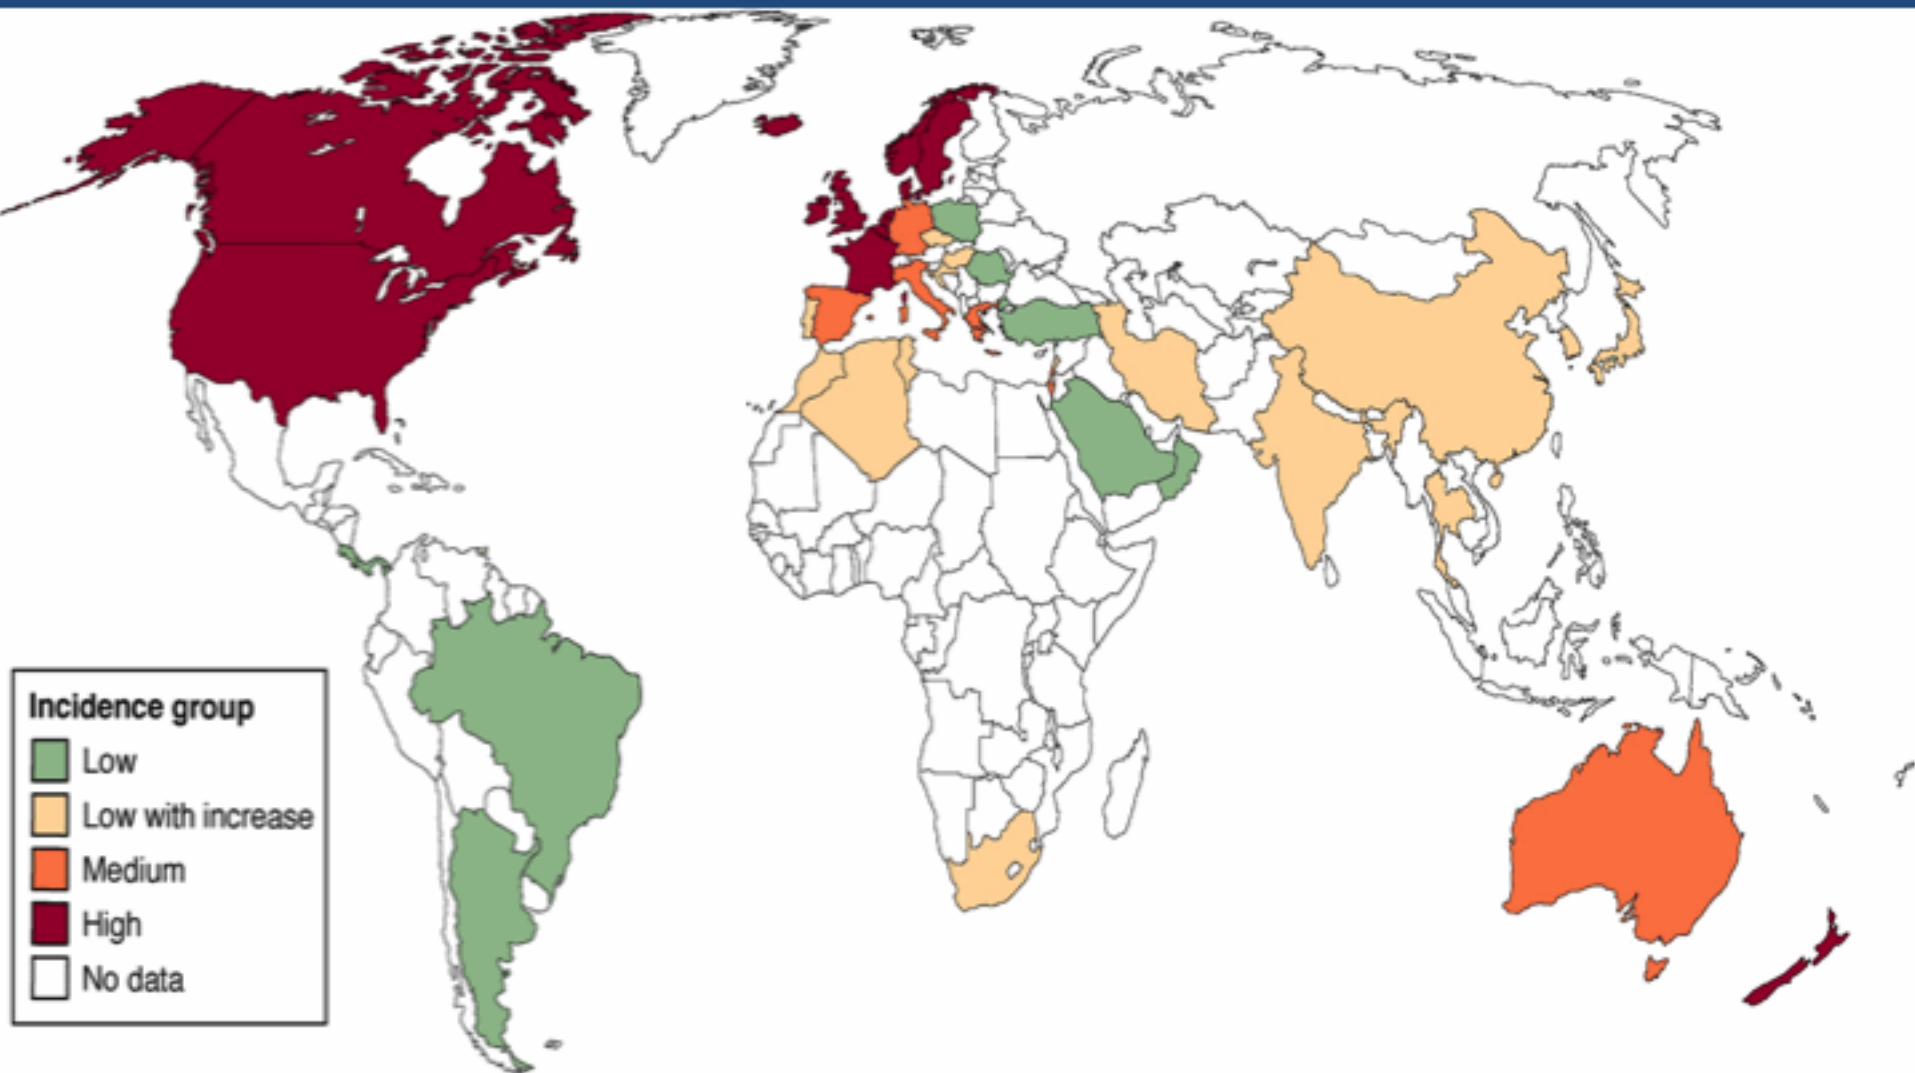 Incidence group
Low
Low with increase
Medium
High
No data